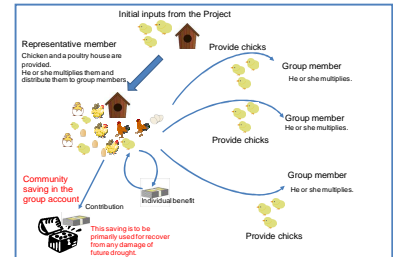 Initial inputs from the Project
Representative member
Chicken and a poultry house are
provided.
He or she multiplies them and
distribute them to group members
Provide chicks
Group member
He or she multiplies.
Group member
He or she multiplies.
Provide chicks
Group member
He or she multiplies.
Provide chicks
Community
saving in the
group account
Contribution
Individual benefit
This saving is to be
primarily used for recover
from any damage of
future drought.